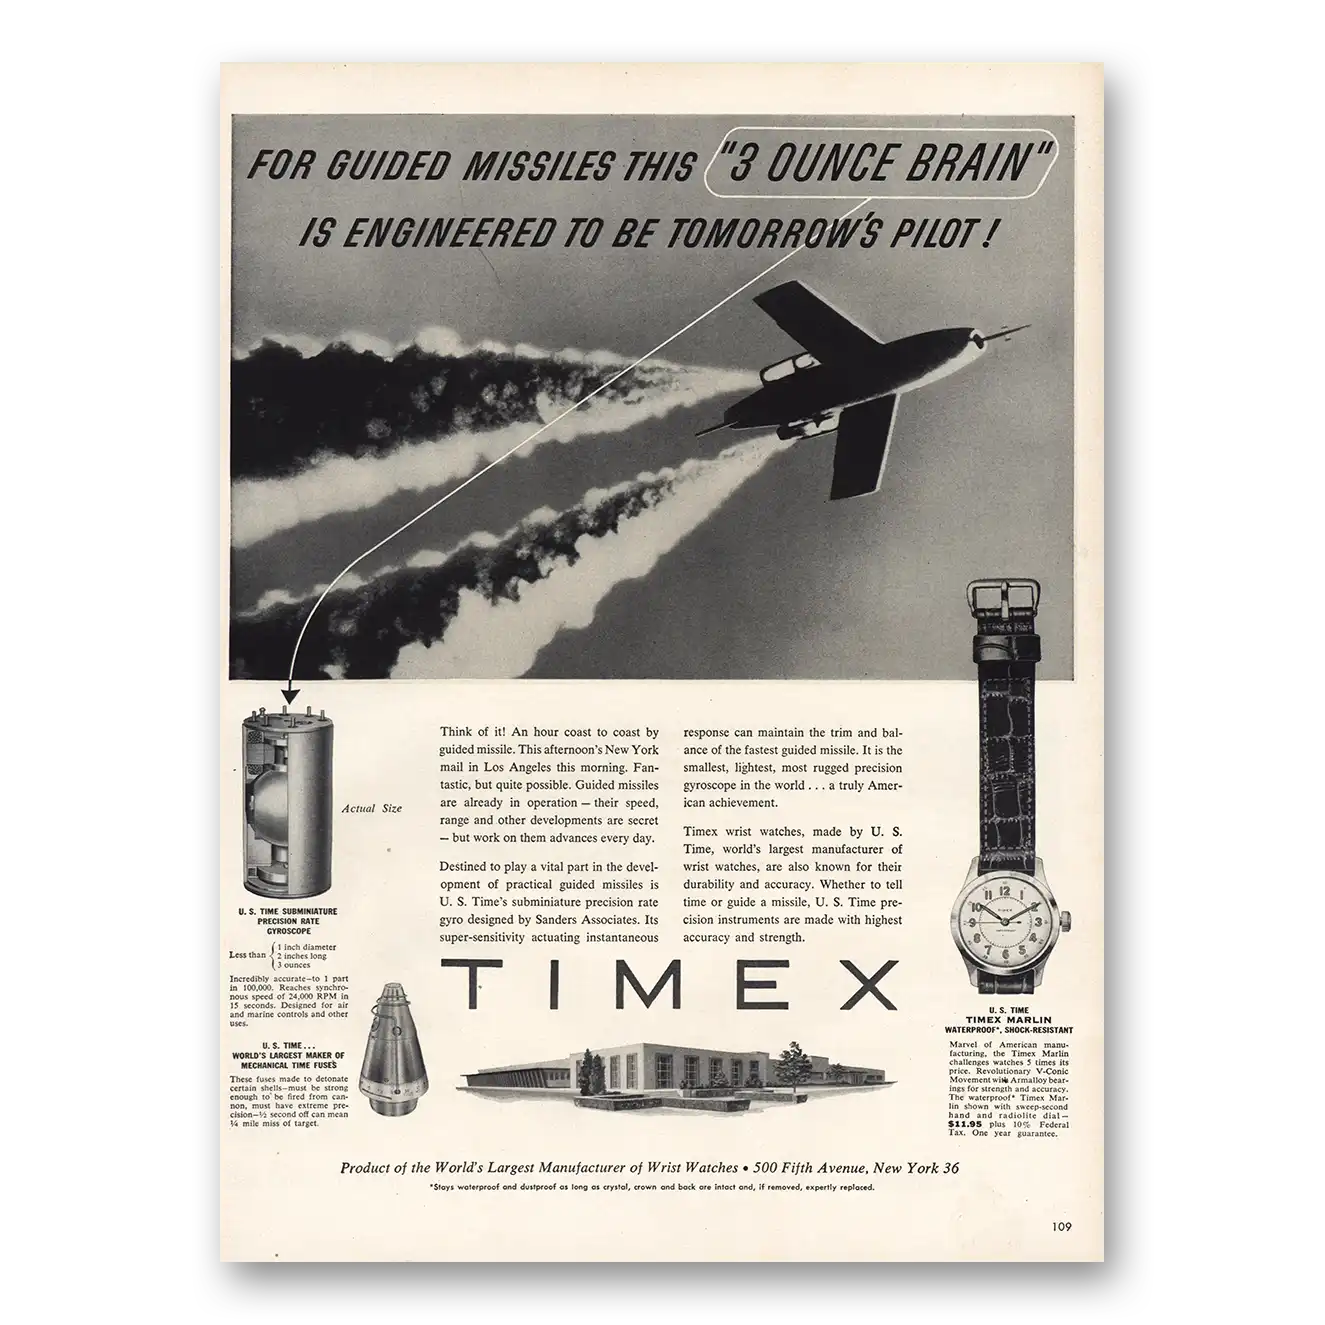 FOR GUIDED MISSILES THIS "3 OUNCE BRAIN"
IS ENGINEERED TO BE TOMORROW'S PILOT!
Actual Size
U. S. TIME SUBMINIATURE
PRECISION RATE
GYROSCOPE
Less than { 1 inch diameter
2 inches long
3 ounces
Incredibly accurate—to 1 part
in 100,000. Reaches synchro-
nous speed of 24,000 RPM in
15 seconds. Designed for air
and marine controls and other
uses.
U. S. TIME...
WORLD'S LARGEST MAKER OF
MECHANICAL TIME FUSES
These fuses made to detonate
certain shells—must be strong
enough to be fired from can-
non, must have extreme pre-
cision—½ second off can mean
¼ mile miss of target.
Think of it! An hour coast to coast by
guided missile. This afternoon's New York
mail in Los Angeles this morning. Fan-
tastic, but quite possible. Guided missiles
are already in operation — their speed,
range and other developments are secret
— but work on them advances every day.
Destined to play a vital part in the devel-
opment of practical guided missiles is
U. S. Time's subminiature precision rate
gyro designed by Sanders Associates. Its
super-sensitivity actuating instantaneous
response can maintain the trim and bal-
ance of the fastest guided missile. It is the
smallest, lightest, most rugged precision
gyroscope in the world . . . a truly Amer-
ican achievement.
Timex wrist watches, made by U. S.
Time, world's largest manufacturer of
wrist watches, are also known for their
durability and accuracy. Whether to tell
time or guide a missile, U. S. Time pre-
cision instruments are made with highest
accuracy and strength.
TIMEX
12
1
2
3
4
5
6
7
8
9
10
11
TIMEX
U. S. TIME
TIMEX MARLIN
WATERPROOF*, SHOCK-RESISTANT
Marvel of American manu-
facturing, the Timex Marlin
challenges watches 5 times its
price. Revolutionary V-Conic
Movement with Armalloy bear-
ings for strength and accuracy.
The waterproof* Timex Mar-
lin shown with sweep-second
hand and radiolite dial—
$11.95 plus 10% Federal
Tax. One year guarantee.
Product of the World's Largest Manufacturer of Wrist Watches • 500 Fifth Avenue, New York 36
*Stays waterproof and dustproof as long as crystal, crown and back are intact and, if removed, expertly replaced.
109